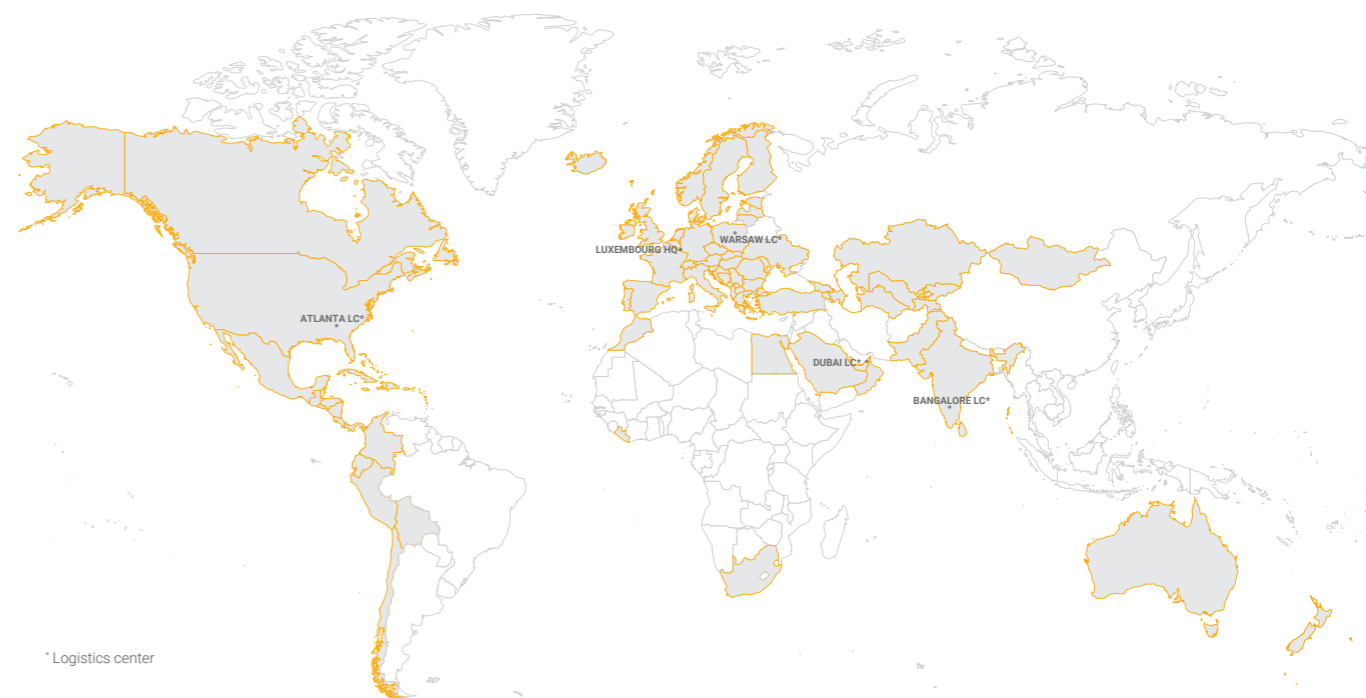 WARSAW LC*
LUXEMBOURG HQ
ATLANTA LC*
DUBAI LC*
BANGALORE LC*
* Logistics center